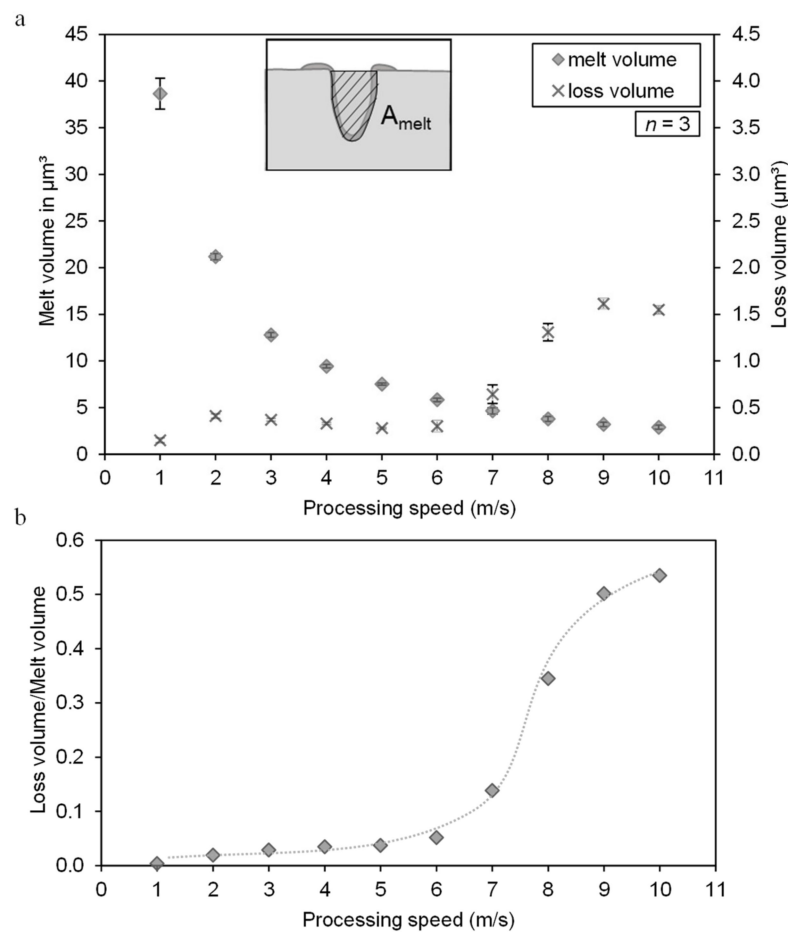 a
45
40
35
30
25
20
15
10
5
0
Melt volume in µm³
4.5
4.0
3.5
3.0
2.5
2.0
1.5
1.0
0.5
0.0
Loss volume (µm³)
melt volume
loss volume
n = 3
Amelt
0 1 2 3 4 5 6 7 8 9 10 11
Processing speed (m/s)
b
0.6
0.5
0.4
0.3
0.2
0.1
0.0
Loss volume/Melt volume
0 1 2 3 4 5 6 7 8 9 10 11
Processing speed (m/s)